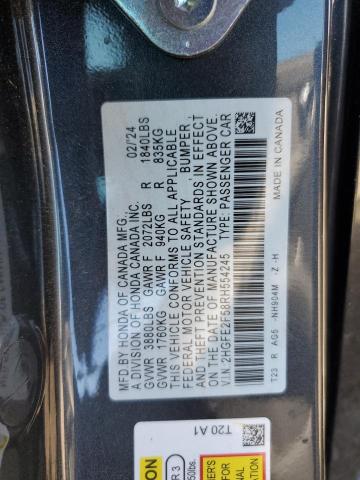 MFD BY HONDA OF CANADA MFG. 02/'24
A DIVISION OF HONDA CANADA INC.
GVWR 3880LBS GAWR F 2072LBS R 1840LBS
GVWR 1760KG GAWR F 940KG R 835KG
THIS VEHICLE CONFORMS TO ALL APPLICABLE
FEDERAL MOTOR VEHICLE SAFETY, BUMPER,
AND THEFT PREVENTION STANDARDS IN EFFECT
ON THE DATE OF MANUFACTURE SHOWN ABOVE.
V.I.N.:2HGFE2F56RH554245 TYPE:PASSENGER CAR
T23 R AG5 -NH904M -Z -H MADE IN CANADA
T20 A1